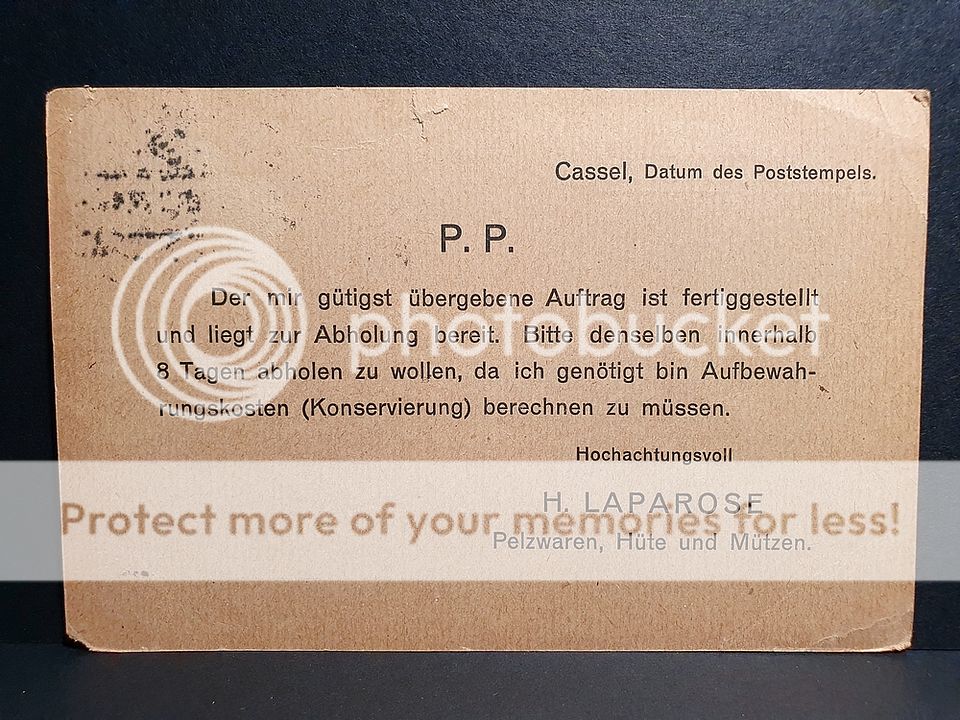 Cassel, Datum des Poststempels.
P. P.
Der mir gütigst übergebene Auftrag ist fertiggestellt
und liegt zur Abholung bereit. Bitte denselben innerhalb
8 Tagen abholen zu wollen, da ich genötigt bin Aufbewah-
rungskosten (Konservierung) berechnen zu müssen.
Hochachtungsvoll
H. LAPAROSE
Pelzwaren, Hüte und Mützen.
photobucket
Protect more of your memories for less!